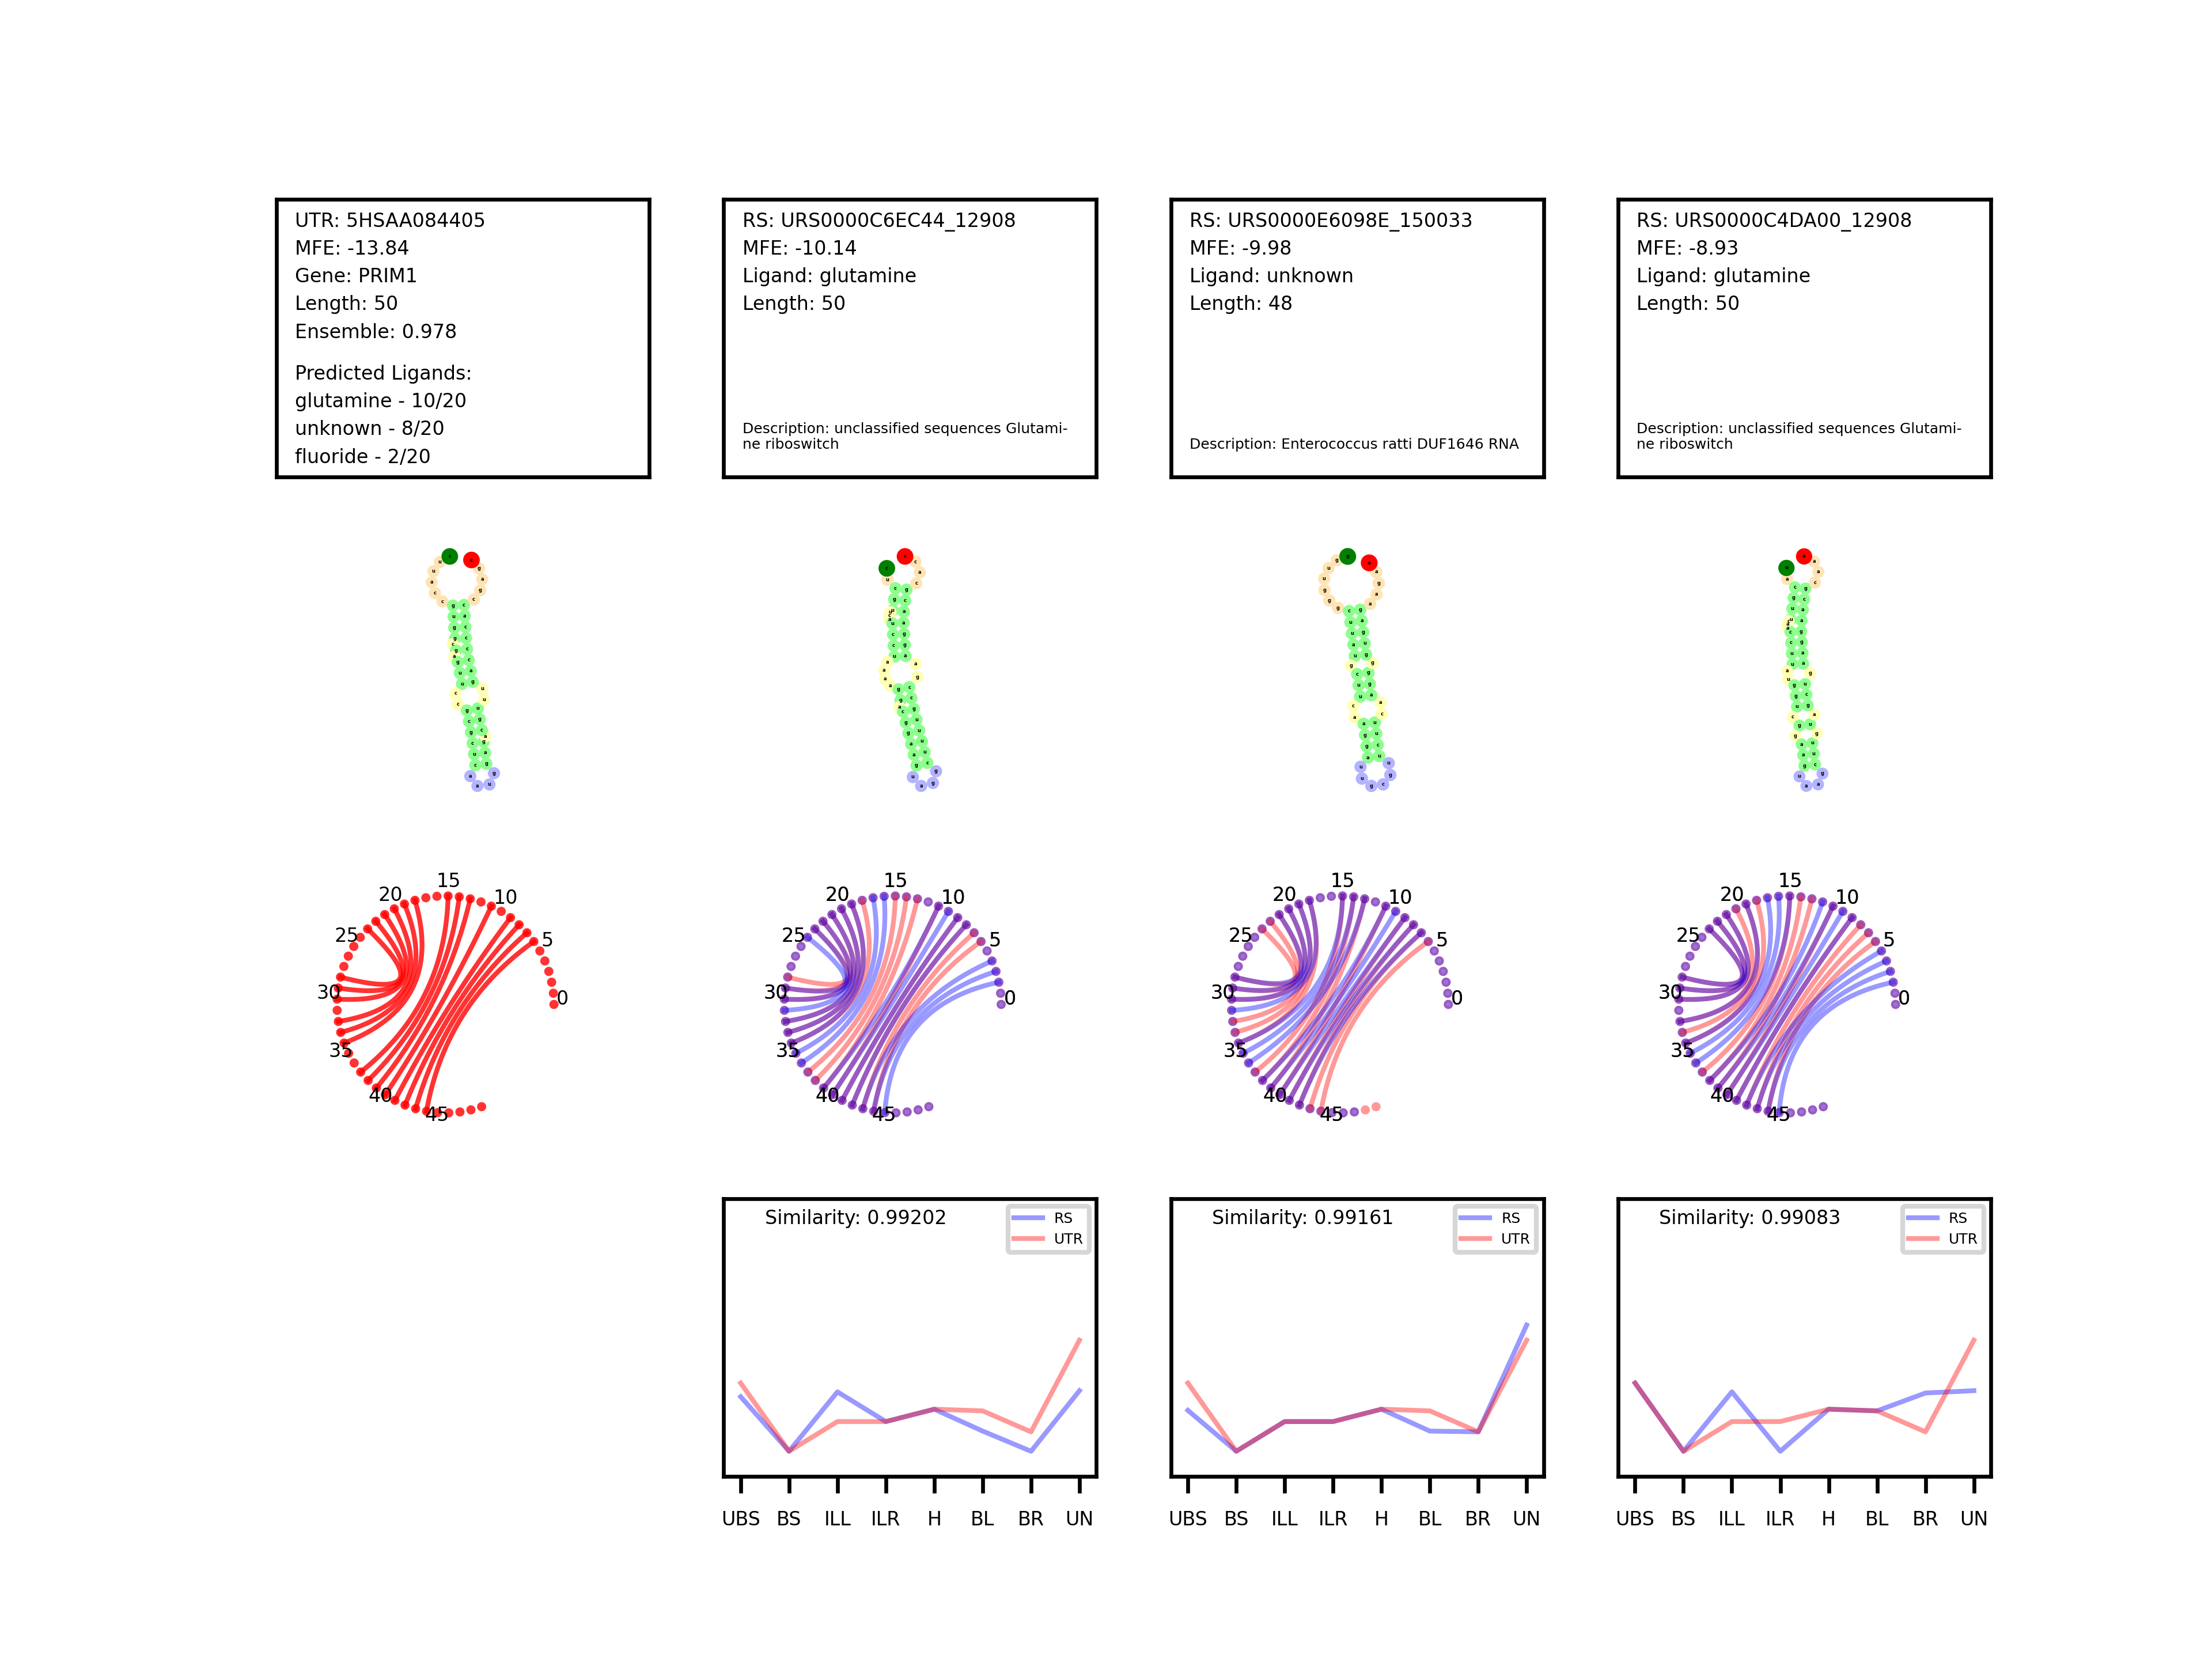 UTR: 5HSAA084405
MFE: -13.84
Gene: PRIM1
Length: 50
Ensemble: 0.978
Predicted Ligands:
glutamine - 10/20
unknown - 8/20
fluoride - 2/20
RS: URS0000C6EC44_12908
MFE: -10.14
Ligand: glutamine
Length: 50
Description: unclassified sequences Glutami-
ne riboswitch
RS: URS0000E6098E_150033
MFE: -9.98
Ligand: unknown
Length: 48
Description: Enterococcus ratti DUF1646 RNA
RS: URS0000C4DA00_12908
MFE: -8.93
Ligand: glutamine
Length: 50
Description: unclassified sequences Glutami-
ne riboswitch
0
5
10
15
20
25
30
35
40
45
0
5
10
15
20
25
30
35
40
45
0
5
10
15
20
25
30
35
40
45
0
5
10
15
20
25
30
35
40
45
Similarity: 0.99202
RS
UTR
UBS BS ILL ILR H BL BR UN
Similarity: 0.99161
RS
UTR
UBS BS ILL ILR H BL BR UN
Similarity: 0.99083
RS
UTR
UBS BS ILL ILR H BL BR UN